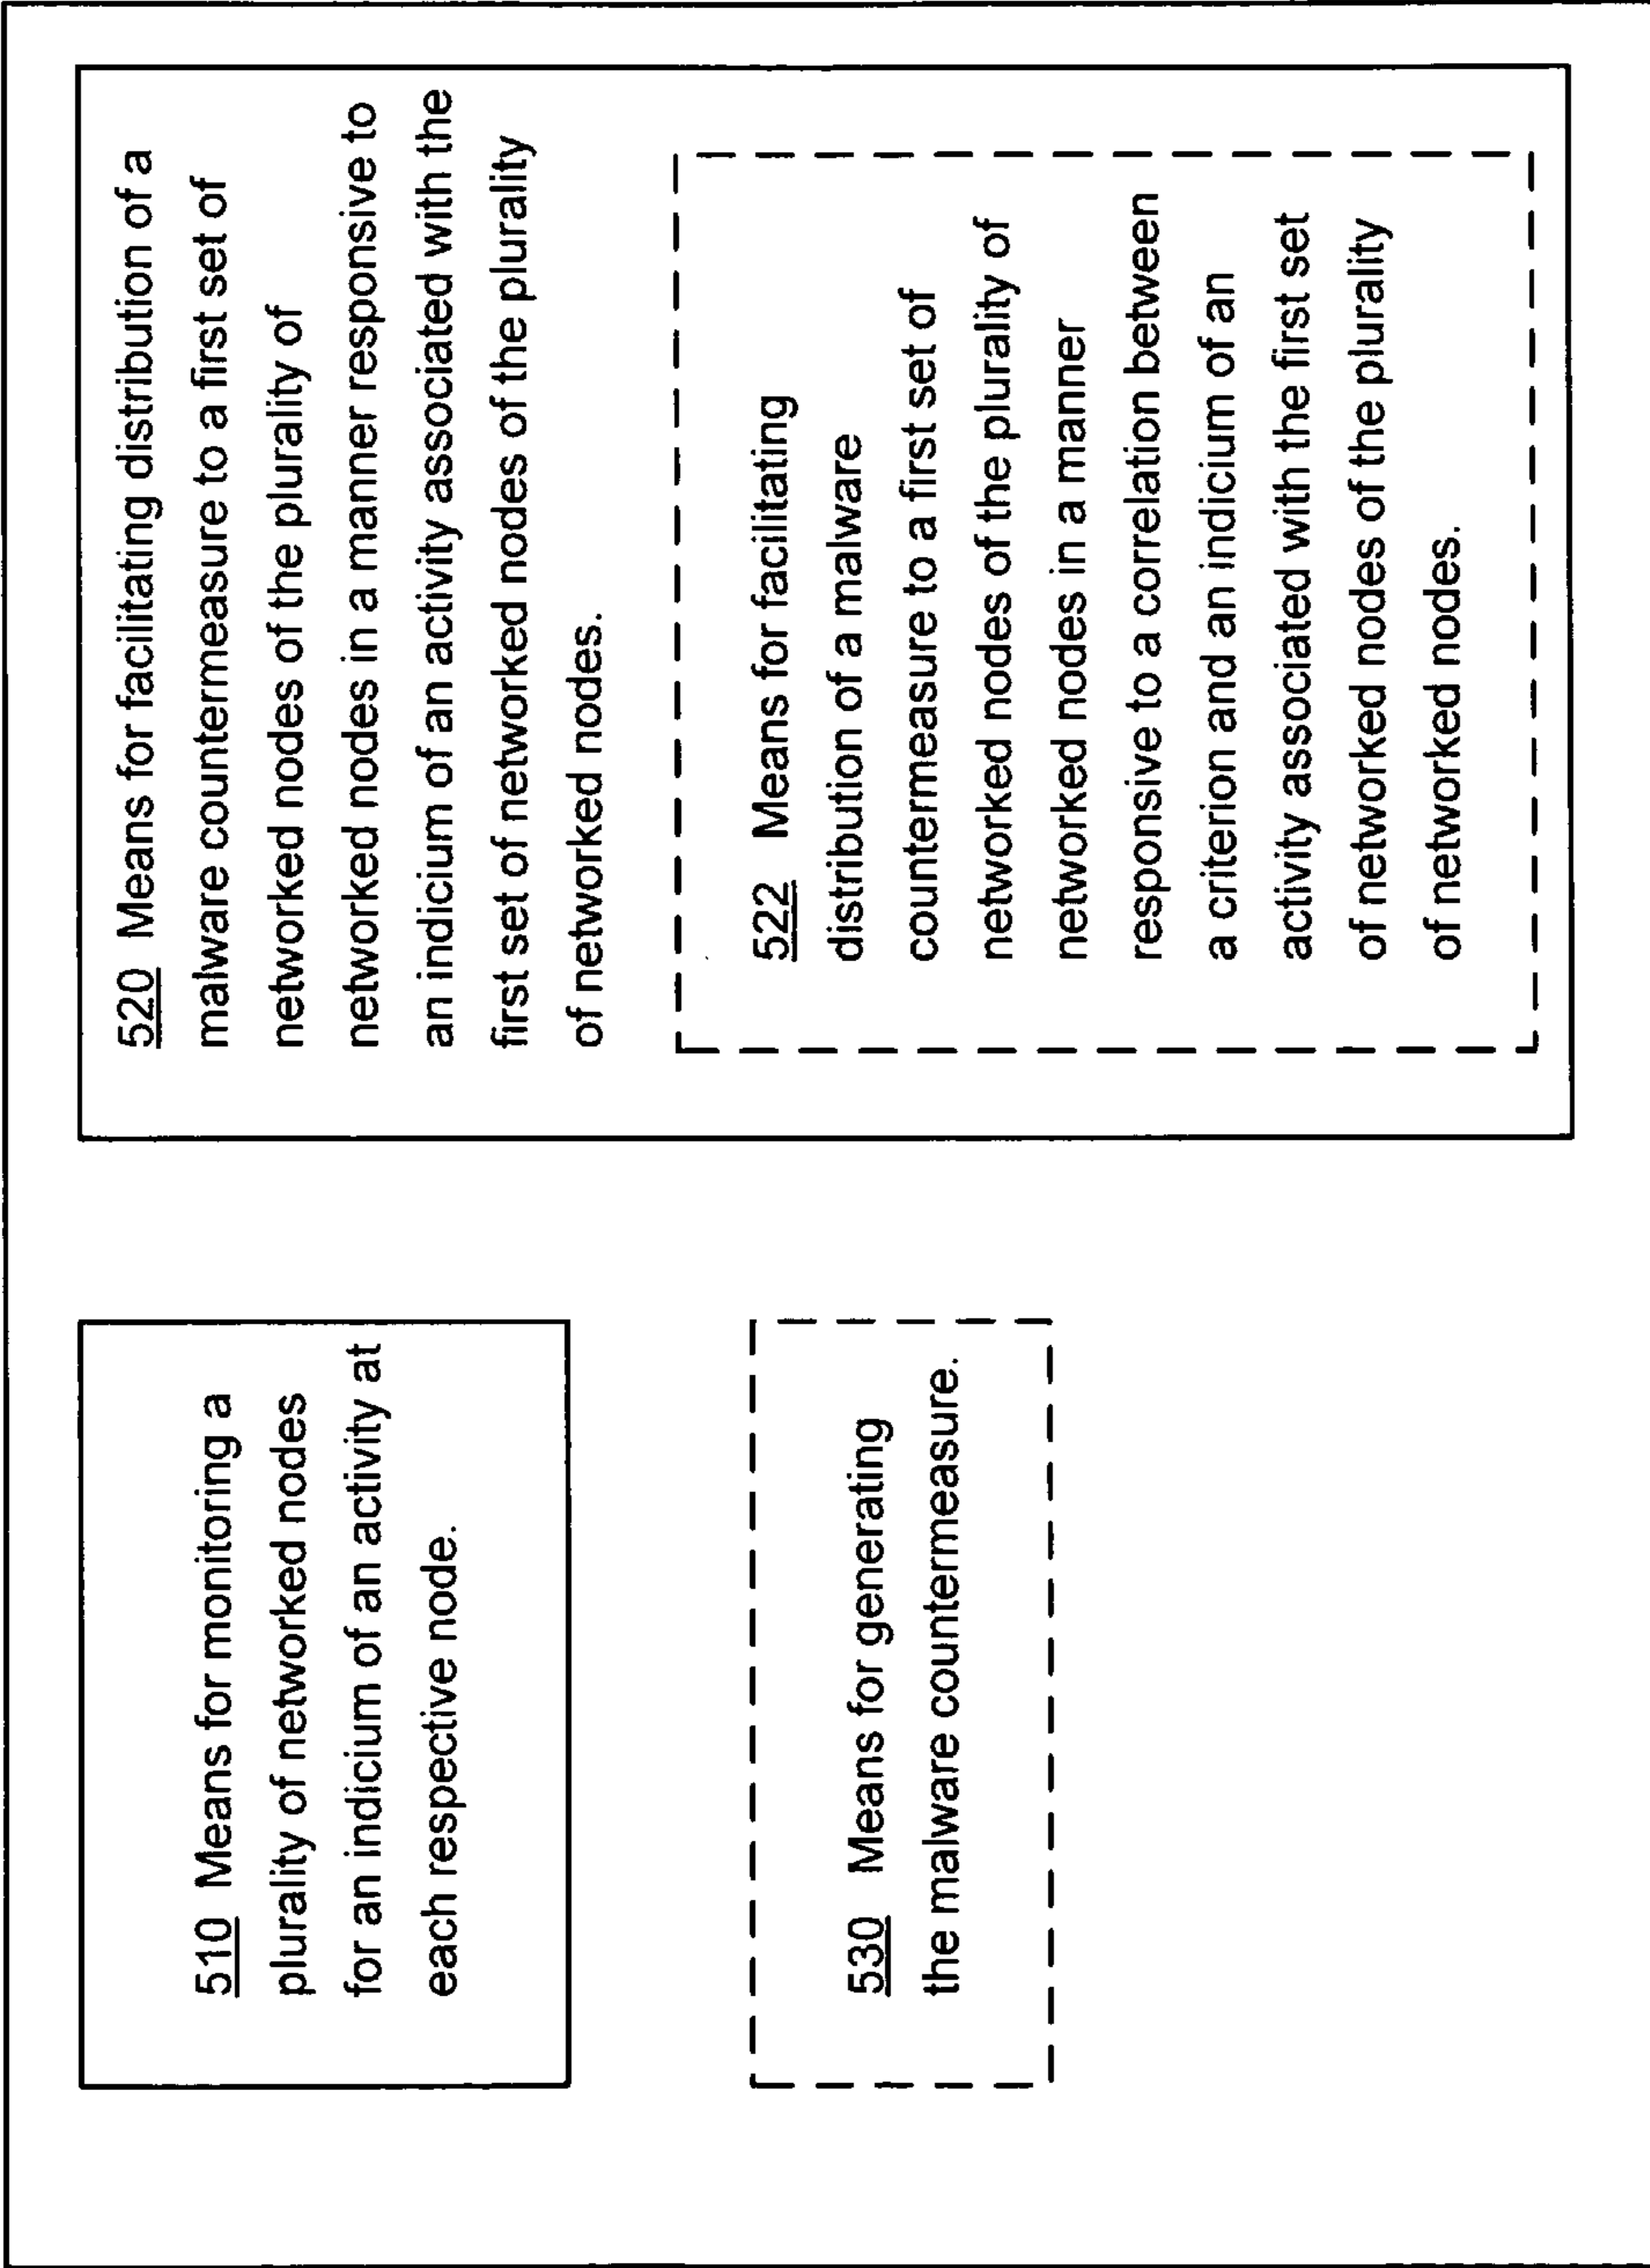 510 Means for monitoring a
plurality of networked nodes
for an indicium of an activity at
each respective node.
530 Means for generating
the malware countermeasure.
520 Means for facilitating distribution of a
malware countermeasure to a first set of
networked nodes of the plurality of
networked nodes in a manner responsive to
an indicium of an activity associated with the
first set of networked nodes of the plurality
of networked nodes.
522 Means for facilitating
distribution of a malware
countermeasure to a first set of
networked nodes of the plurality of
networked nodes in a manner
responsive to a correlation between
a criterion and an indicium of an
activity associated with the first set
of networked nodes of the plurality
of networked nodes.